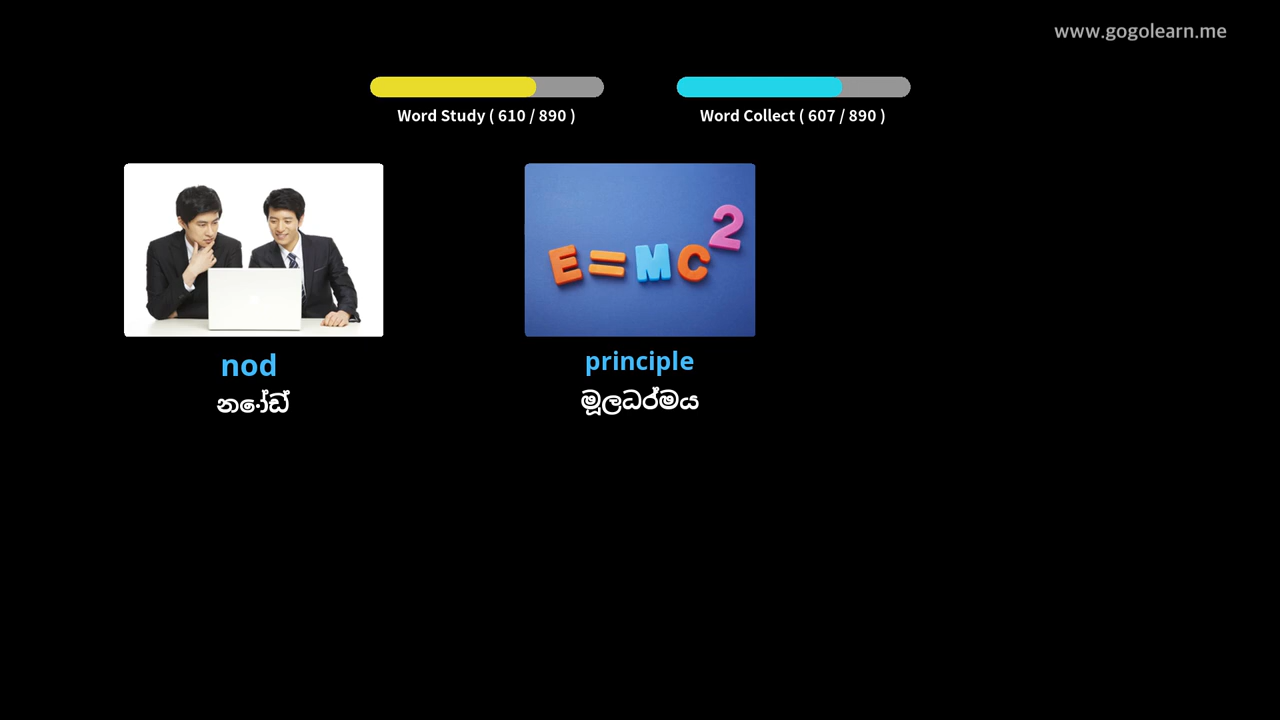 www.gogolearn.me
Word Study ( 610 / 890 )
Word Collect ( 607 / 890 )
E=MC2
nod
principle
නෝඩ්
මූලධර්මය